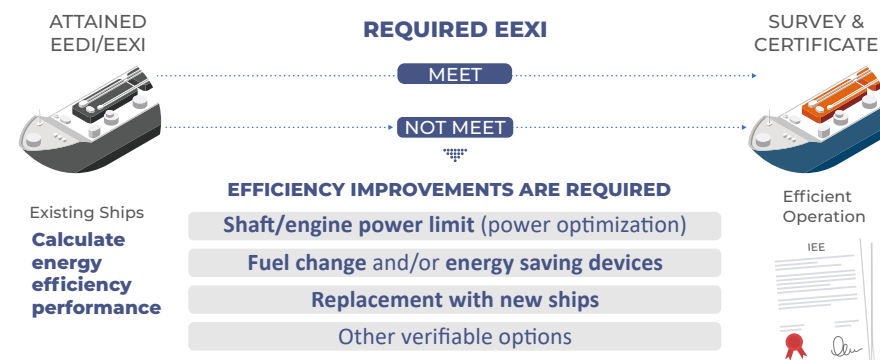 ATTAINED
EEDI/EEXI
REQUIRED EEXI
SURVEY &
CERTIFICATE
MEET
NOT MEET
EFFICIENCY IMPROVEMENTS ARE REQUIRED
Shaft/engine power limit (power optimization)
Fuel change and/or energy saving devices
Replacement with new ships
Other verifiable options
Existing Ships
Calculate
energy
efficiency
performance
Efficient
Operation
IEE